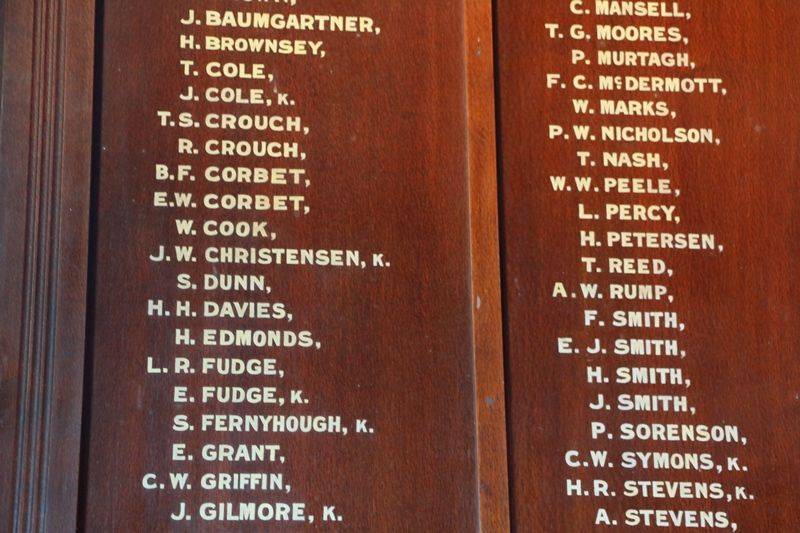 J. BAUMGARTNER,
H. BROWNSEY,
T. COLE,
J. COLE, K.
T.S. CROUCH,
R. CROUCH,
B.F. CORBET,
E.W. CORBET,
W. COOK,
J.W. CHRISTENSEN, K.
S. DUNN,
H.H. DAVIES,
H. EDMONDS,
L.R. FUDGE,
E. FUDGE, K.
S. FERNYHOUGH, K.
E. GRANT,
C.W. GRIFFIN,
J. GILMORE, K.
C. MANSELL,
T.G. MOORES,
P. MURTAGH,
F.C. McDERMOTT,
W. MARKS,
P.W. NICHOLSON,
T. NASH,
W.W. PEELE,
L. PERCY,
H. PETERSEN,
T. REED,
A.W. RUMP,
F. SMITH,
E.J. SMITH,
H. SMITH,
J. SMITH,
P. SORENSON,
C.W. SYMONS, K.
H.R. STEVENS, K.
A. STEVENS,